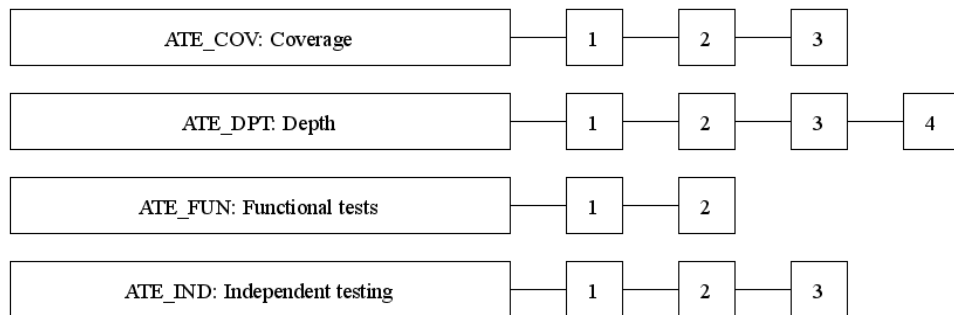 ATE_COV: Coverage 1 2 3
ATE_DPT: Depth 1 2 3 4
ATE_FUN: Functional tests 1 2
ATE_IND: Independent testing 1 2 3